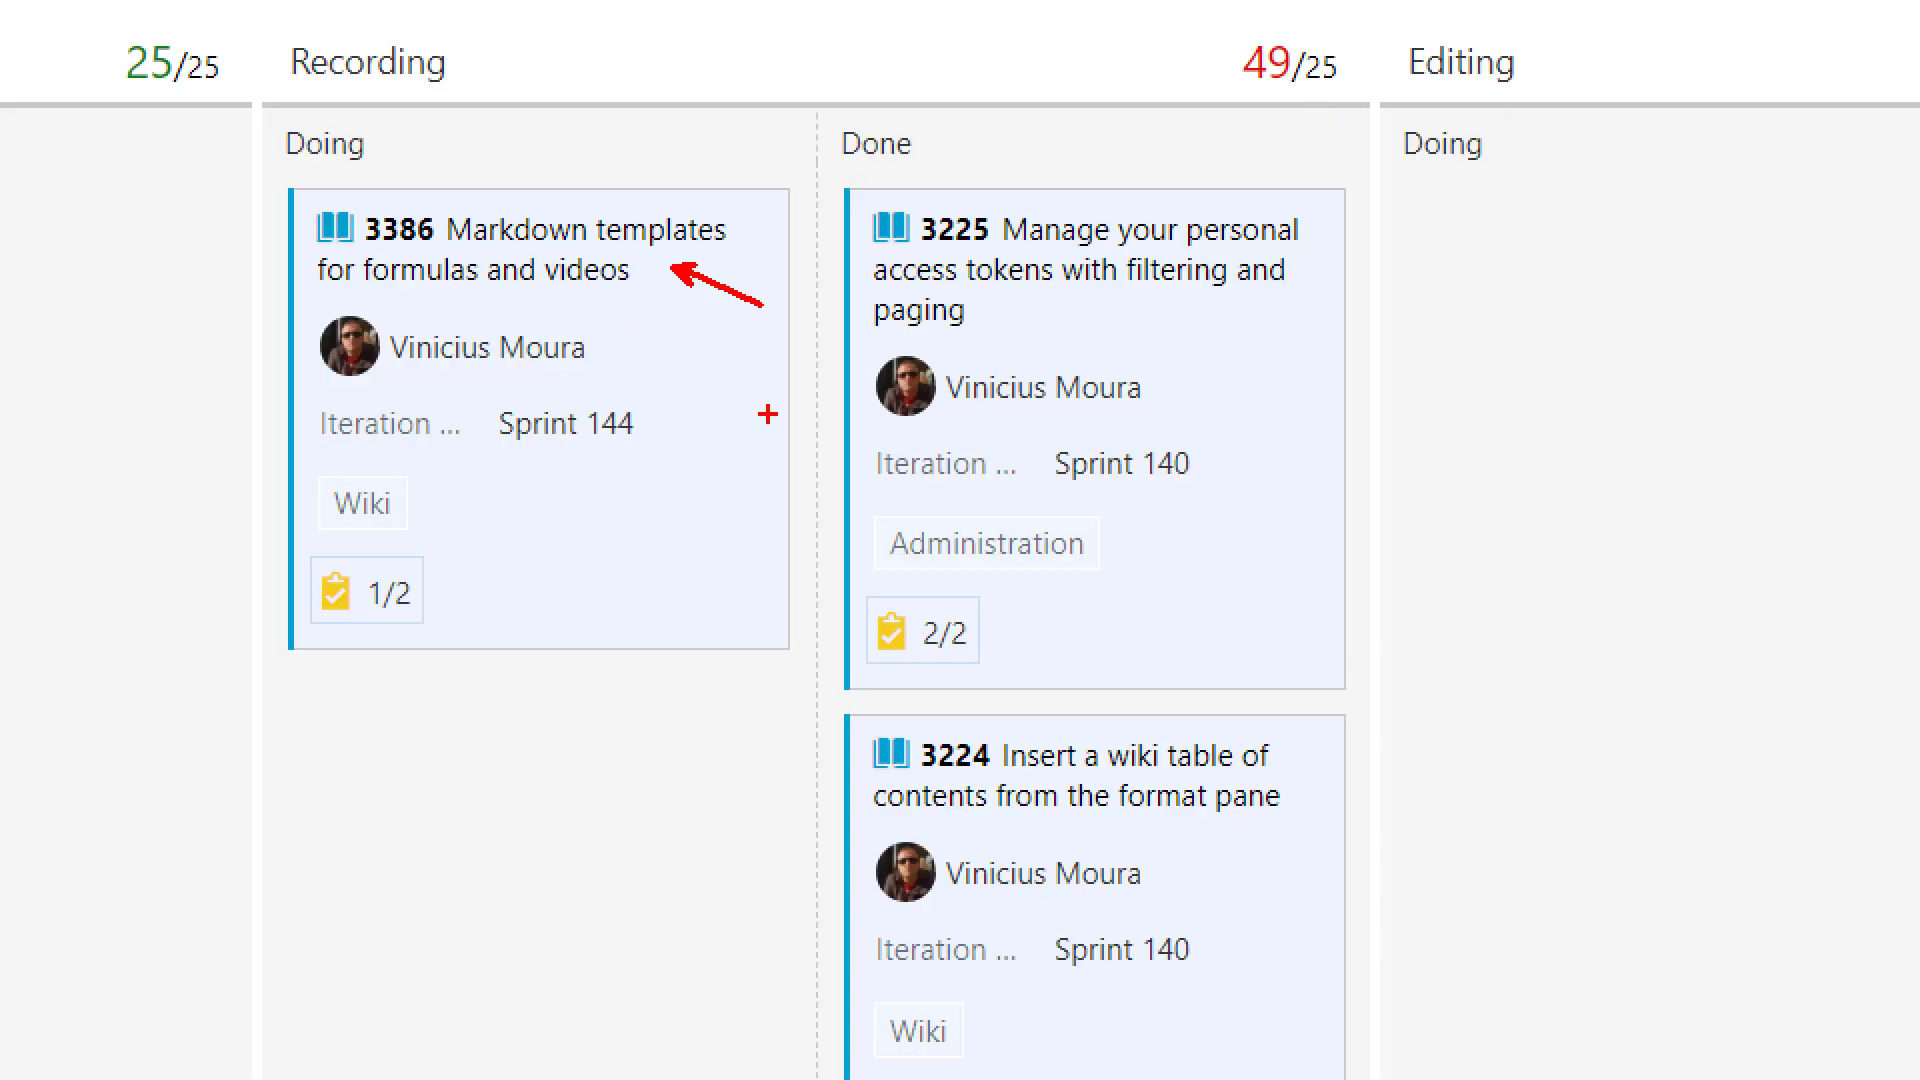 25/25
Recording
49/25
Editing
Doing
3386 Markdown templates
for formulas and videos
Vinicius Moura
Iteration ... Sprint 144
Wiki
1/2
Done
3225 Manage your personal
access tokens with filtering and
paging
Vinicius Moura
Iteration ... Sprint 140
Administration
2/2
3224 Insert a wiki table of
contents from the format pane
Vinicius Moura
Iteration ... Sprint 140
Wiki
Doing